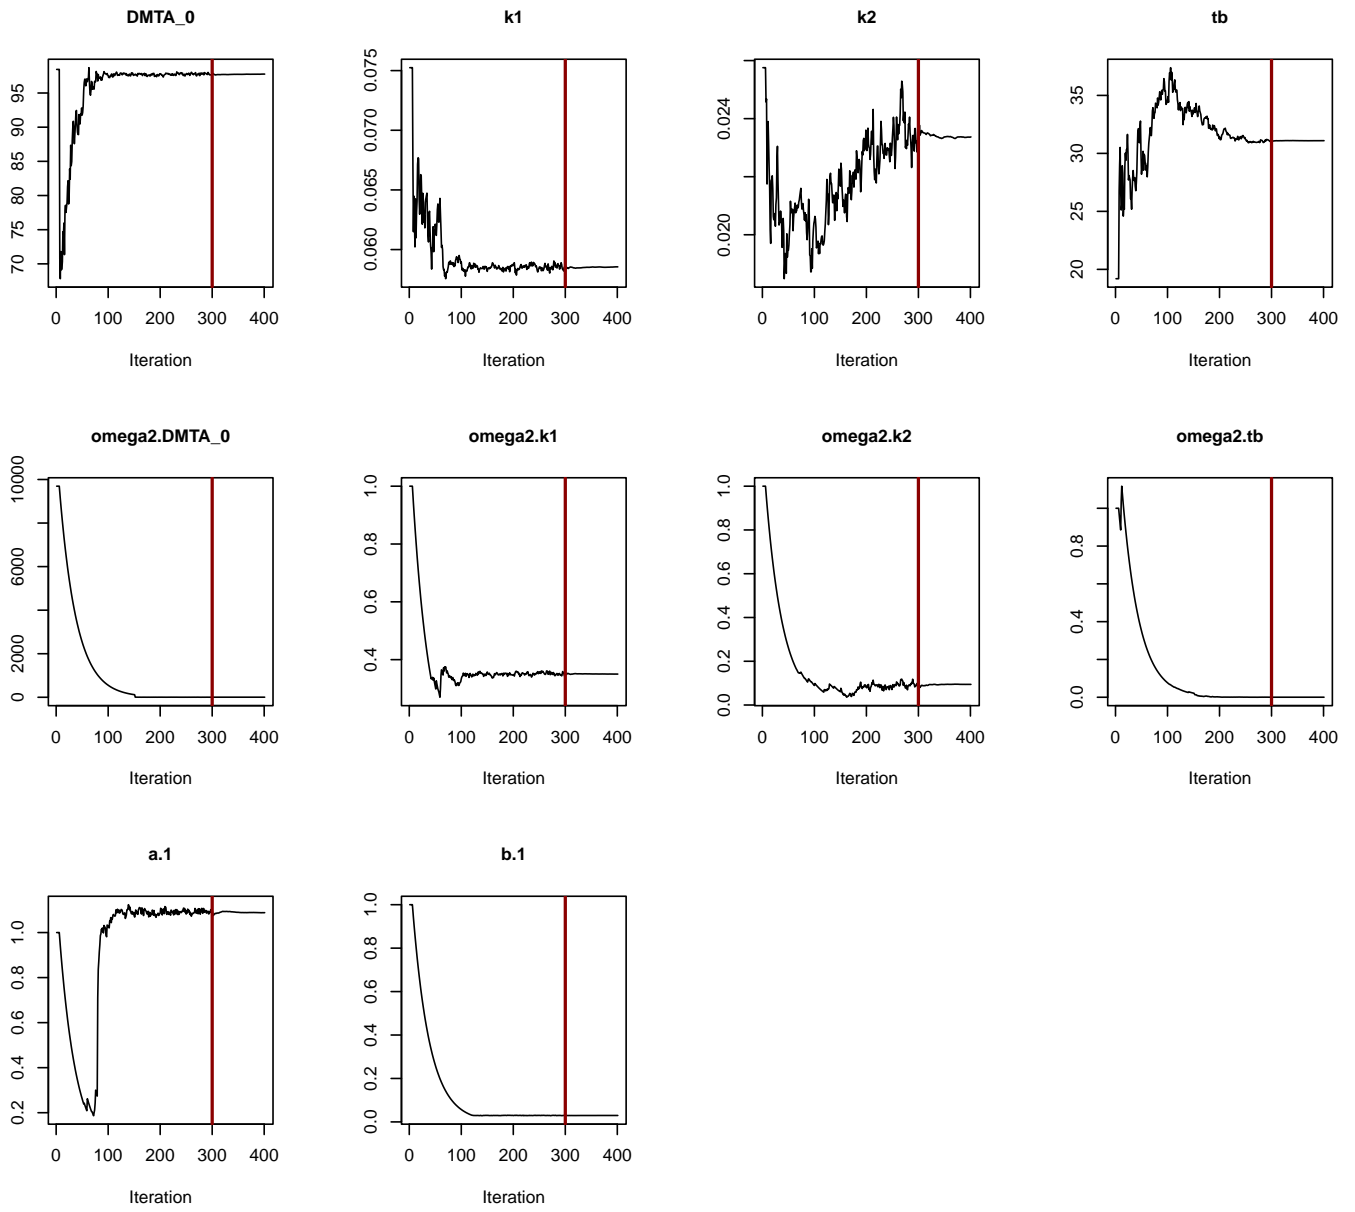 DMTA_0 k1 k2 tb
70 75 80 85 90 95
0.060 0.065 0.070 0.075
0.020 0.024
20 25 30 35
0 100 200 300 400 0 100 200 300 400 0 100 200 300 400 0 100 200 300 400
Iteration Iteration Iteration Iteration
omega2.DMTA_0 omega2.k1 omega2.k2 omega2.tb
0 2000 6000 10000
0.4 0.6 0.8 1.0
0.0 0.2 0.4 0.6 0.8 1.0
0.0 0.4 0.8
0 100 200 300 400 0 100 200 300 400 0 100 200 300 400 0 100 200 300 400
Iteration Iteration Iteration Iteration
a.1 b.1
0.2 0.4 0.6 0.8 1.0
0.0 0.2 0.4 0.6 0.8 1.0
0 100 200 300 400 0 100 200 300 400
Iteration Iteration